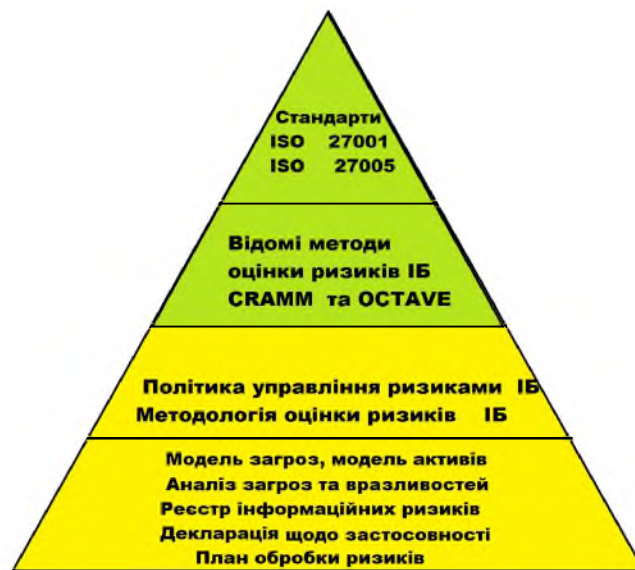 Стандарти
ISO 27001
ISO 27005
Відомі методи
оцінки ризиків ІБ
CRAMM та OCTAVE
Політика управління ризиками ІБ
Методологія оцінки ризиків ІБ
Модель загроз, модель активів
Аналіз загроз та вразливостей
Реєстр інформаційних ризиків
Декларація щодо застосовності
План обробки ризиків